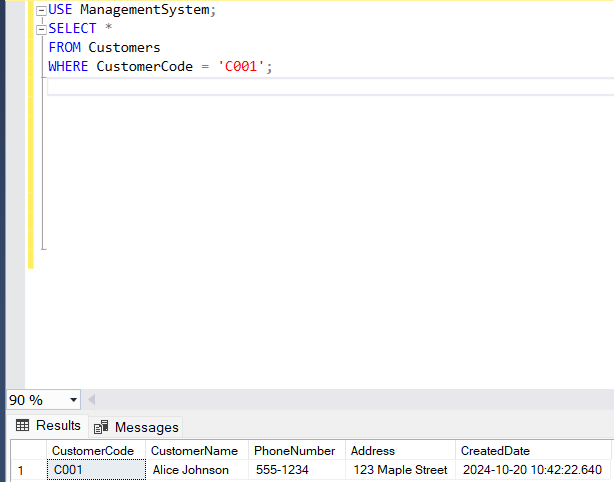 USE ManagementSystem;
SELECT *
FROM Customers
WHERE CustomerCode = 'C001';
90 %
Results Messages
CustomerCode CustomerName PhoneNumber Address CreatedDate
1 C001 Alice Johnson 555-1234 123 Maple Street 2024-10-20 10:42:22.640